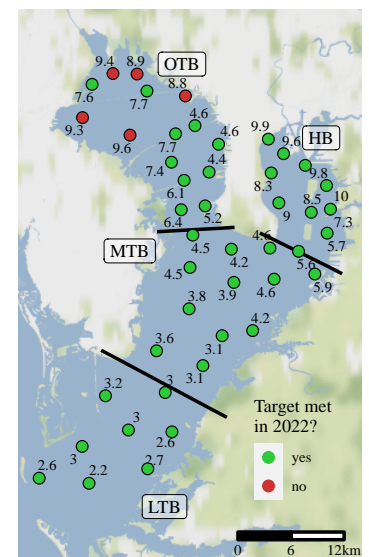 9.4 8.9
OTB
7.6 7.7 8.8
9.3 9.6
4.6
7.7 4.6
7.4 4.4
6.1
6.4 5.2
9.9 HB
9.6
8.3 9.8
9 8.5 10
7.3
5.7
MTB
4.5 4.2 4.6
5.6
4.5 3.9 4.6 5.9
3.8
4.2
3.6 3.1
3.1
3.2 3
3 2.6
3
2.6 2.2 2.7
LTB
Target met
in 2022?
yes
no
0 6 12km